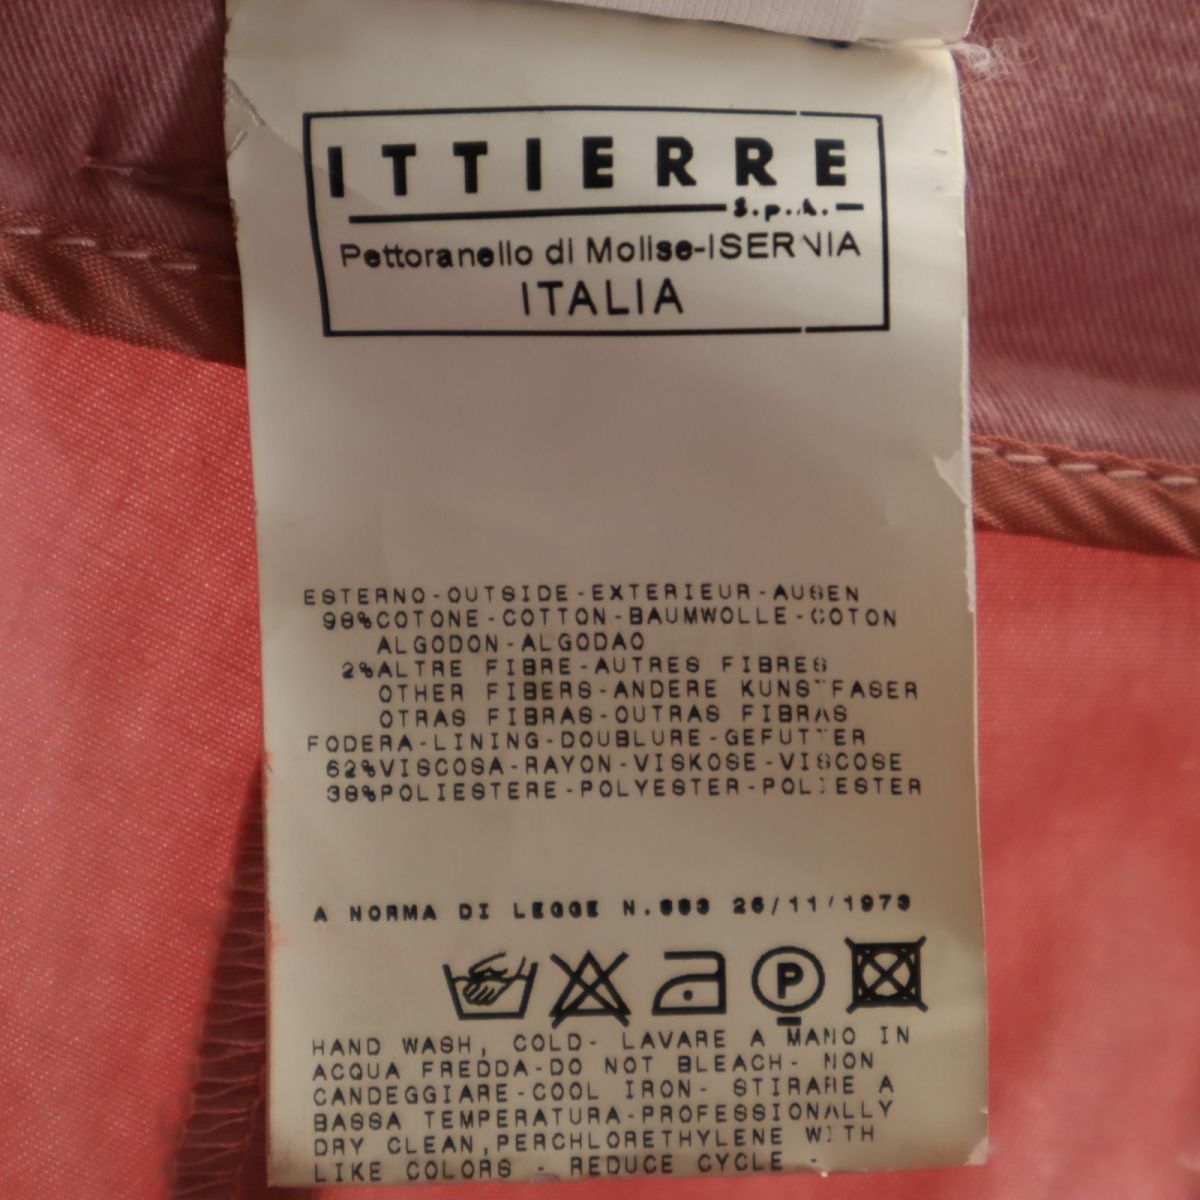 ITTIERRE
S.p.A.
Pettoranello di Molise-ISERNIA
ITALIA
ESTERNO-OUTSIDE-EXTERIEUR-AUSEN
98%COTONE-COTTON-BAUMWOLLE-COTON
ALGODON-ALGODAO
2%ALTRE FIBRE-AUTRES FIBRES
OTHER FIBERS-ANDERE KUNSTFASER
OTRAS FIBRAS-OUTRAS FIBRAS
FODERA-LINING-DOUBLURE-GEFUTTER
62%VISCOSA-RAYON-VISKOSE-VISCOSE
38%POLIESTERE-POLYESTER-POLIESTER
A NORMA DI LEGGE N.883 26/11/1973
P
HAND WASH, COLD- LAVARE A MANO IN
ACQUA FREDDA-DO NOT BLEACH- NON
CANDEGGIARE-COOL IRON- STIRARE A
BASSA TEMPERATURA-PROFESSIONALLY
DRY CLEAN,PERCHLORETHYLENE WITH
LIKE COLORS - REDUCE CYCLE -